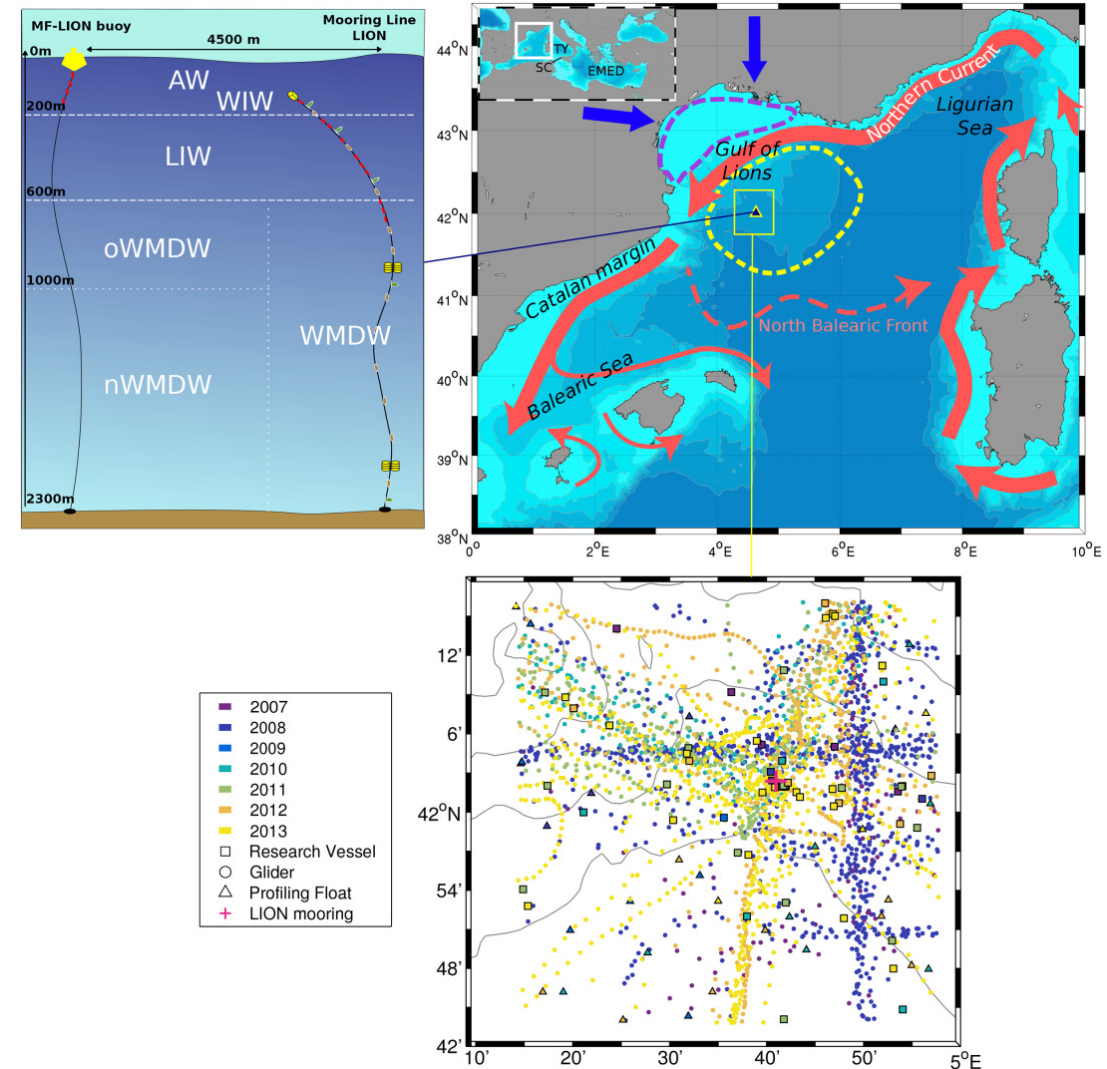 MF-LION buoy
Mooring Line
LION
4500 m
0m
AW
WIW
200m
LIW
600m
oWMDW
1000m
WMDW
nWMDW
2300m
TY
SC
EMED
44°N
43°N
42°N
41°N
40°N
39°N
38°N
0°
2°E
4°E
6°E
8°E
10°E
Northern Current
Ligurian
Sea
Gulf of
Lions
Catalan margin
North Balearic Front
Balearic Sea
2007
2008
2009
2010
2011
2012
2013
Research Vessel
Glider
Profiling Float
LION mooring
12'
6'
42°N
54'
48'
42'
10'
20'
30'
40'
50'
5°E